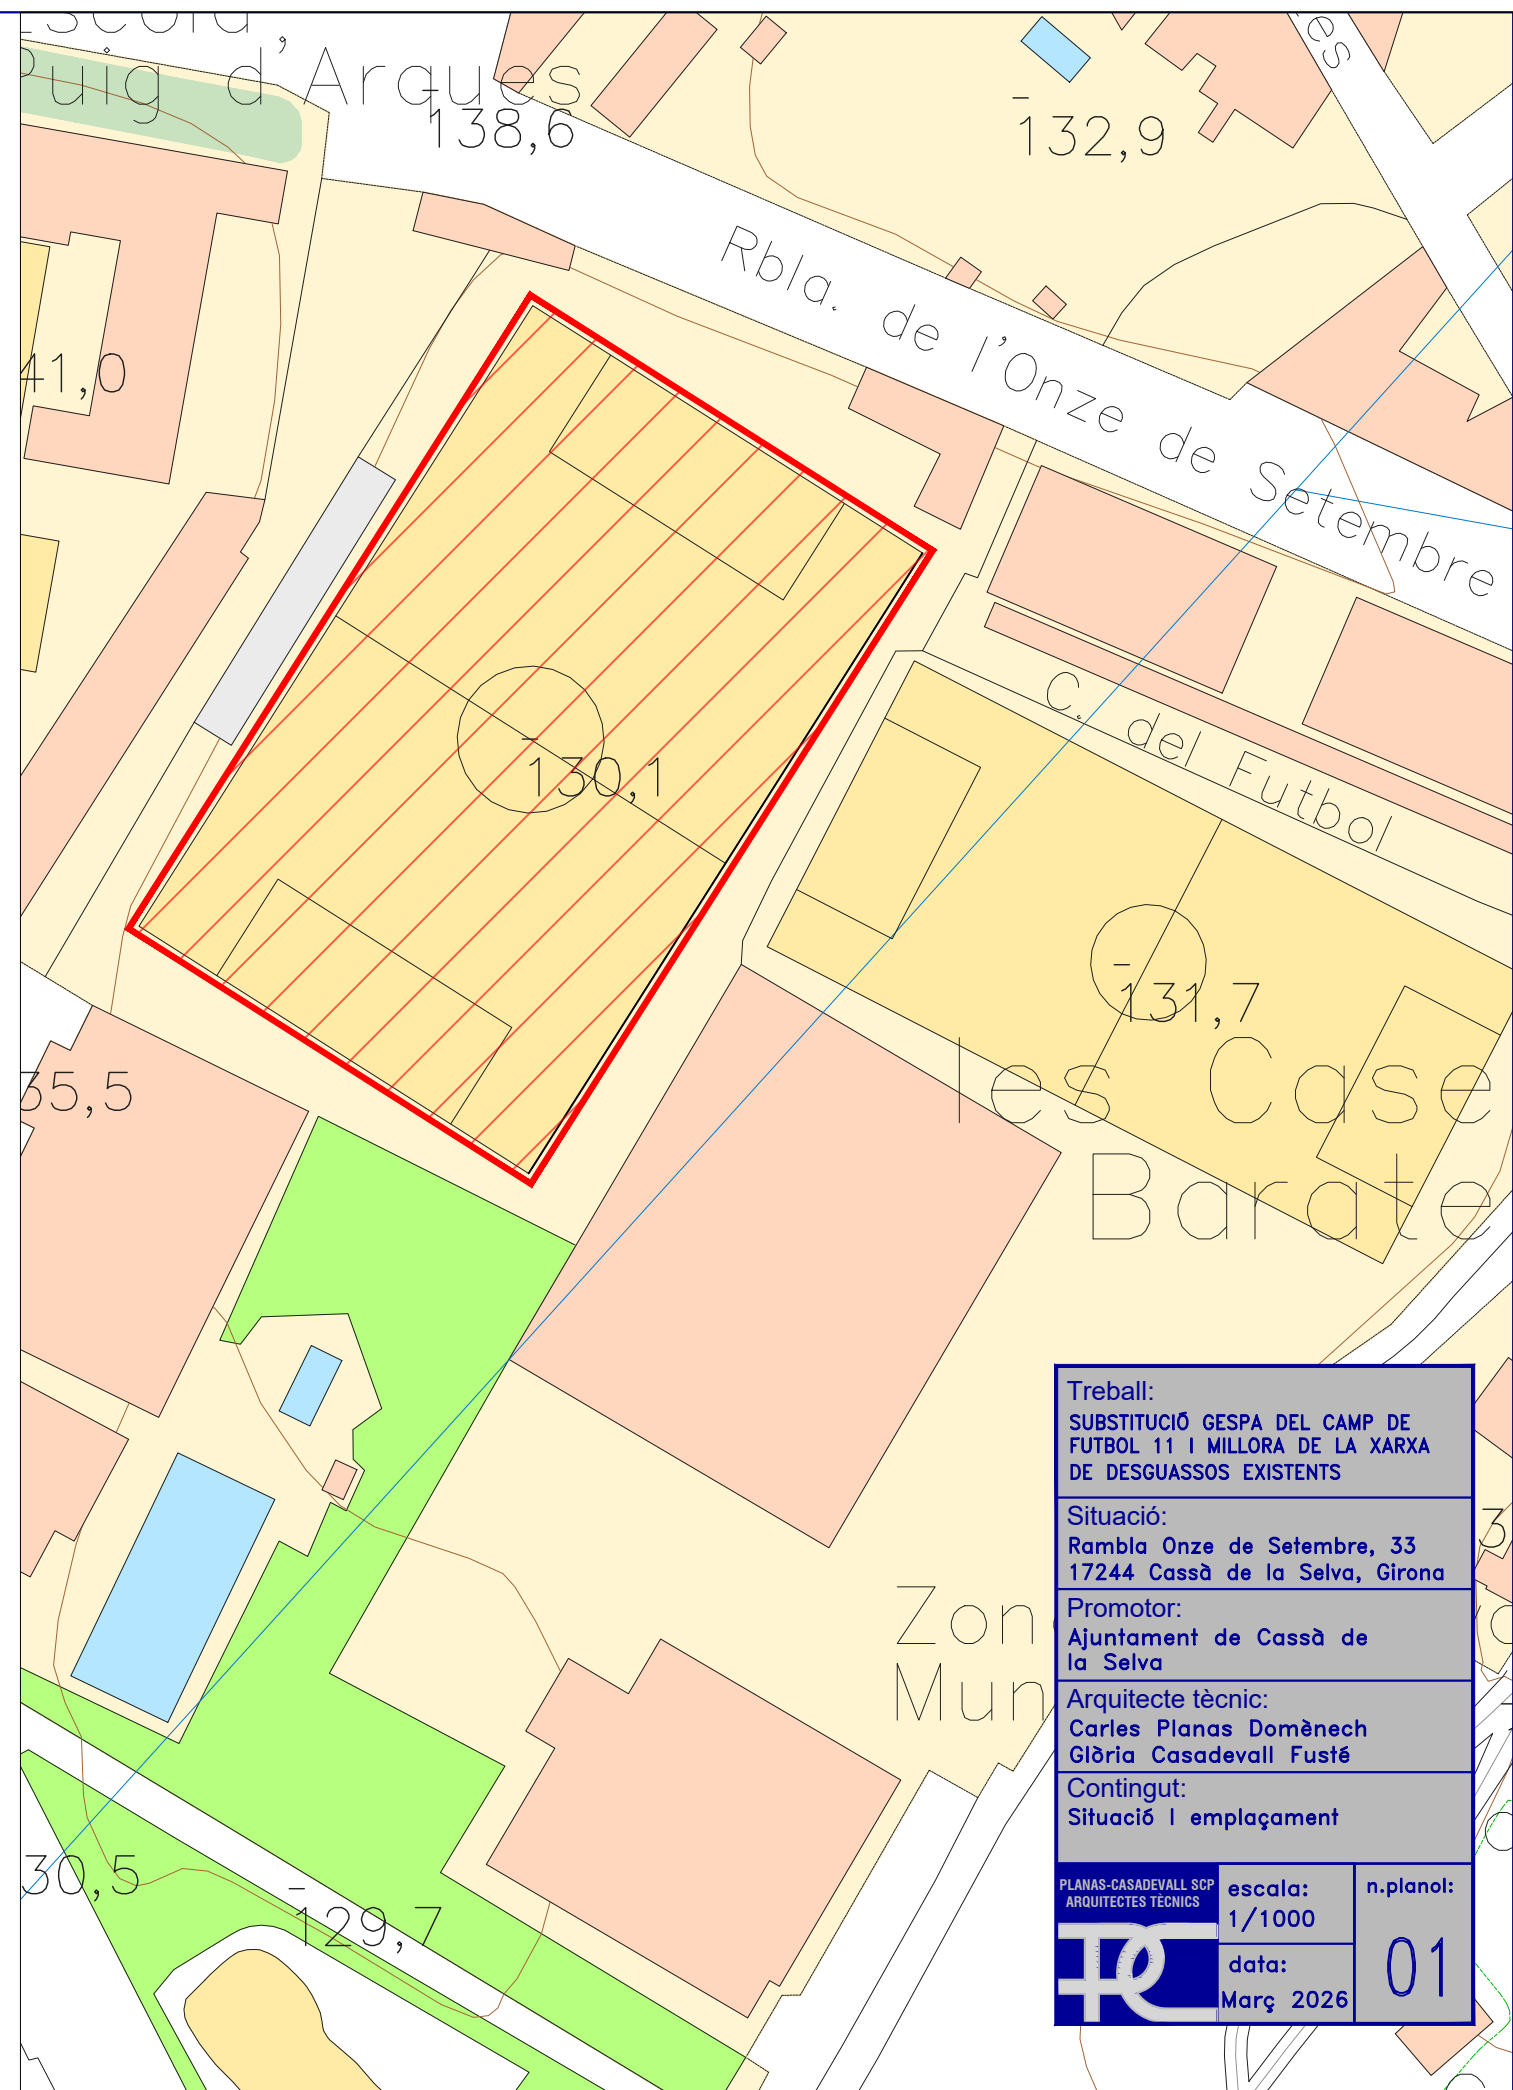 Puig d'Arques
138,6
132,9
Rbla. de l'Onze de Setembre
41,0
130,1
C. del Futbol
131,7
les Case
Barate
35,5
Zon
Mun
30,5
129,7
Treball:
SUBSTITUCIÓ GESPA DEL CAMP DE
FUTBOL 11 I MILLORA DE LA XARXA
DE DESGUASSOS EXISTENTS
Situació:
Rambla Onze de Setembre, 33
17244 Cassà de la Selva, Girona
Promotor:
Ajuntament de Cassà de
la Selva
Arquitecte tècnic:
Carles Planas Domènech
Glòria Casadevall Fusté
Contingut:
Situació I emplaçament
PLANAS-CASADEVALL SCP
ARQUITECTES TÈCNICS
escala:
1/1000
data:
Març 2026
n.planol:
01